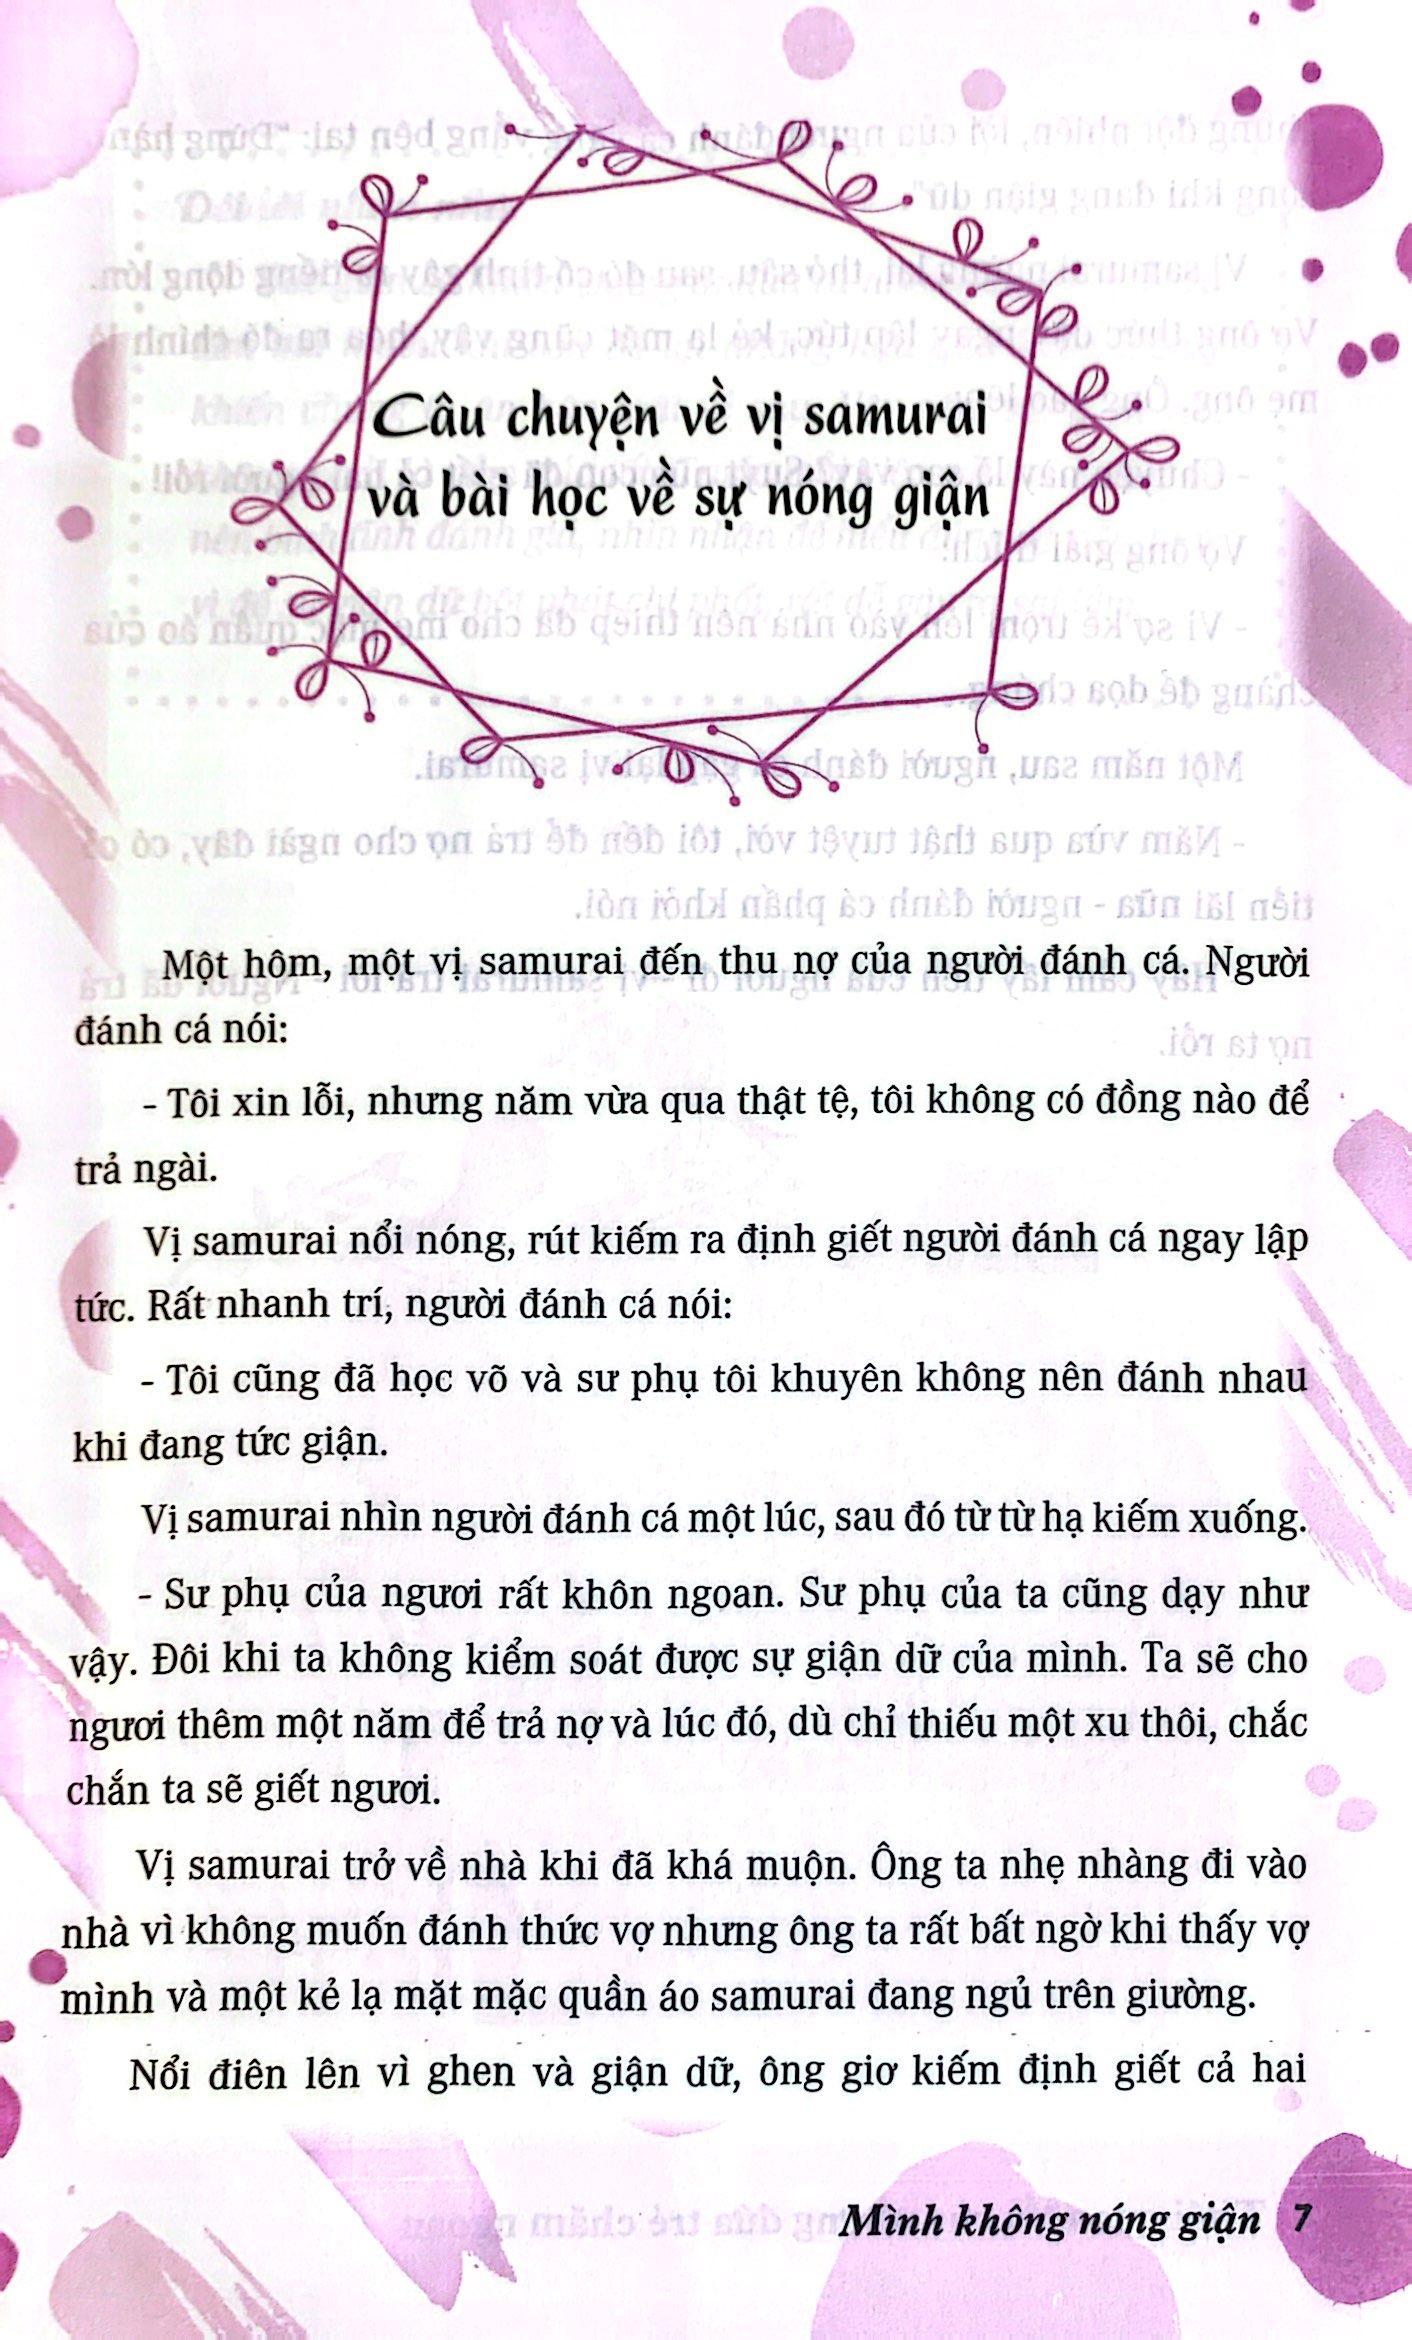 Câu chuyện về vị samurai
và bài học về sự nóng giận
Một hôm, một vị samurai đến thu nợ của người đánh cá. Người
đánh cá nói:
- Tôi xin lỗi, nhưng năm vừa qua thật tệ, tôi không có đồng nào để
trả ngài.
Vị samurai nổi nóng, rút kiếm ra định giết người đánh cá ngay lập
tức. Rất nhanh trí, người đánh cá nói:
- Tôi cũng đã học võ và sư phụ tôi khuyên không nên đánh nhau
khi đang tức giận.
Vị samurai nhìn người đánh cá một lúc, sau đó từ từ hạ kiếm xuống.
- Sư phụ của ngươi rất khôn ngoan. Sư phụ của ta cũng dạy như
vậy. Đôi khi ta không kiểm soát được sự giận dữ của mình. Ta sẽ cho
ngươi thêm một năm để trả nợ và lúc đó, dù chỉ thiếu một xu thôi, chắc
chắn ta sẽ giết ngươi.
Vị samurai trở về nhà khi đã khá muộn. Ông ta nhẹ nhàng đi vào
nhà vì không muốn đánh thức vợ nhưng ông ta rất bất ngờ khi thấy vợ
mình và một kẻ lạ mặt mặc quần áo samurai đang ngủ trên giường.
Nổi điên lên vì ghen và giận dữ, ông giơ kiếm định giết cả hai
Mình không nóng giận 7